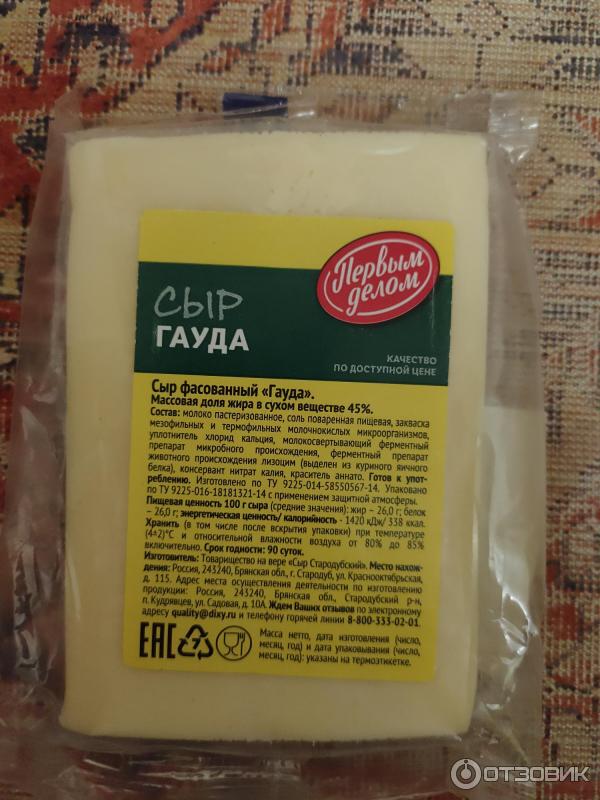 Первым
делом
СЫР
ГАУДА
КАЧЕСТВО
ПО ДОСТУПНОЙ ЦЕНЕ
Сыр фасованный «Гауда».
Массовая доля жира в сухом веществе 45%.
Состав: молоко пастеризованное, соль поваренная пищевая, закваска
мезофильных и термофильных молочнокислых микроорганизмов,
уплотнитель хлорид кальция, молокосвертывающий ферментный
препарат микробного происхождения, ферментный препарат
животного происхождения лизоцим (выделен из куриного яичного
белка), консервант нитрат калия, краситель аннато. Готов к упот-
реблению. Изготовлено по ТУ 9225-014-58550567-14. Упаковано
по ТУ 9225-016-18181321-14 с применением защитной атмосферы.
Пищевая ценность 100 г сыра (средние значения): жир – 26,0 г; белок
– 26,0 г; энергетическая ценность/ калорийность - 1420 кДж/ 338 ккал.
Хранить (в том числе после вскрытия упаковки) при температуре
(4±2)°С и относительной влажности воздуха от 80% до 85%
включительно. Срок годности: 90 суток.
Изготовитель: Товарищество на вере «Сыр Стародубский». Место нахож-
дения: Россия, 243240, Брянская обл., г. Стародуб, ул. Краснооктябрьская,
д. 115. Адрес места осуществления деятельности по изготовлению
продукции: Россия, 243240, Брянская обл., Стародубский р-н,
п. Кудрявцев, ул. Садовая, д. 10А. Ждем Ваших отзывов по электронному
адресу quality@dixy.ru и телефону горячей линии 8-800-333-02-01.
ЕАС 7
Масса нетто, дата изготовления (число,
месяц, год) и дата упаковывания (число,
месяц, год): указаны на термоэтикетке.
ОТЗОВИК